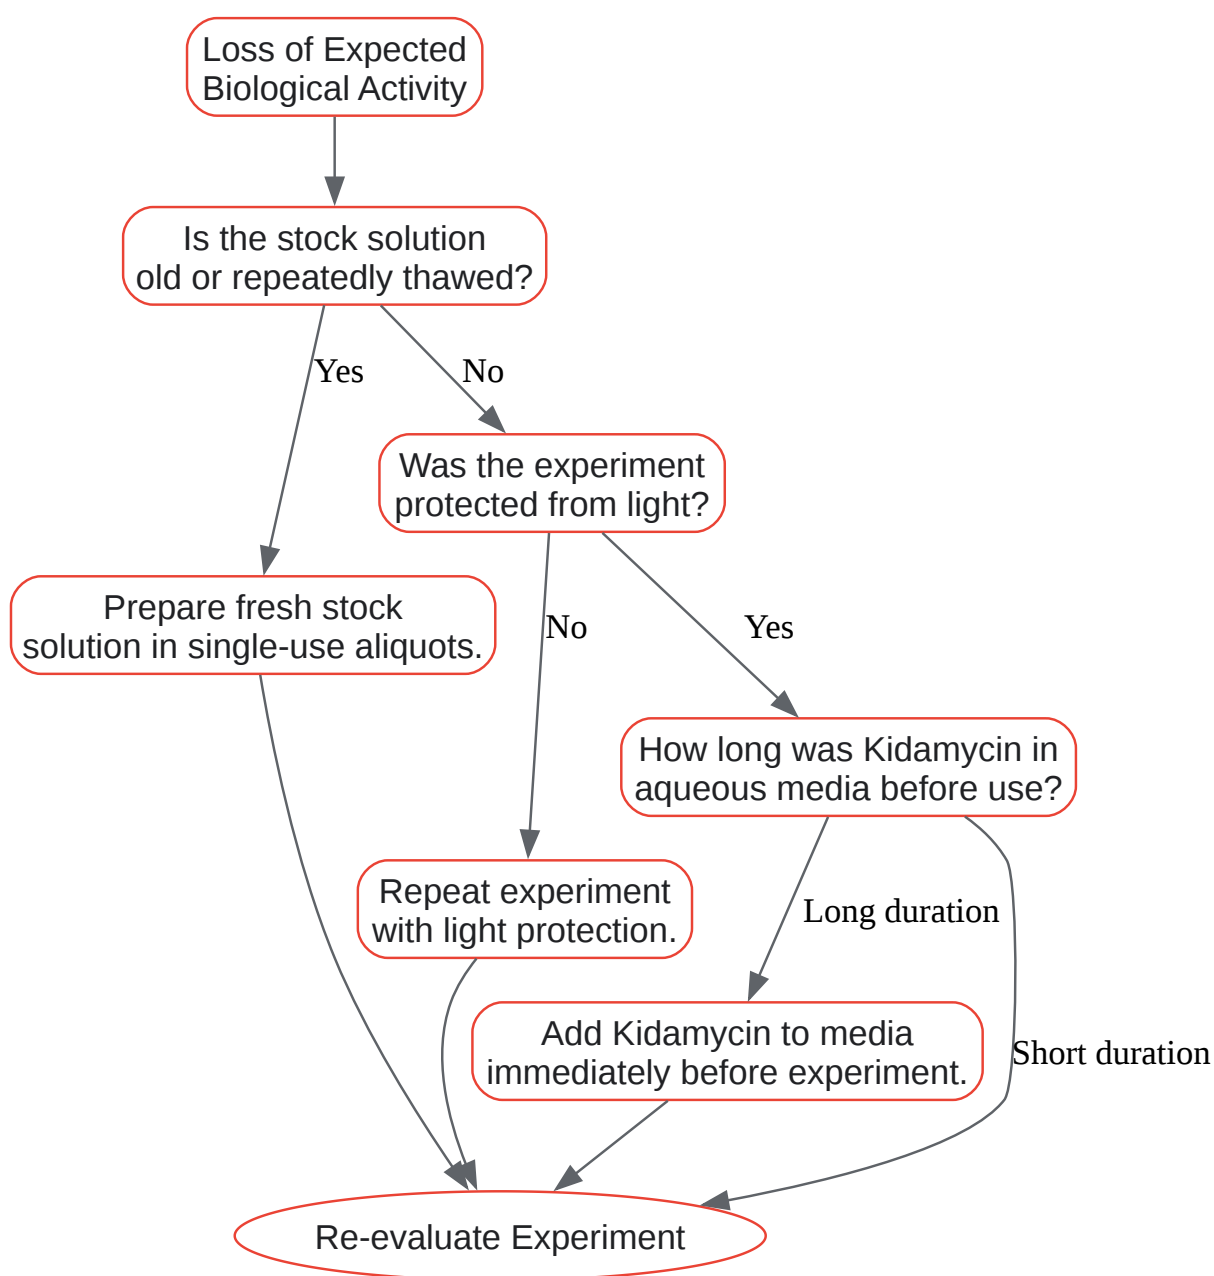 Loss of Expected
Biological Activity
Is the stock solution
old or repeatedly thawed?
Yes
No
Was the experiment
protected from light?
Prepare fresh stock
solution in single-use aliquots.
No
Yes
How long was Kidamycin in
aqueous media before use?
Repeat experiment
with light protection.
Long duration
Add Kidamycin to media
immediately before experiment.
Short duration
Re-evaluate Experiment